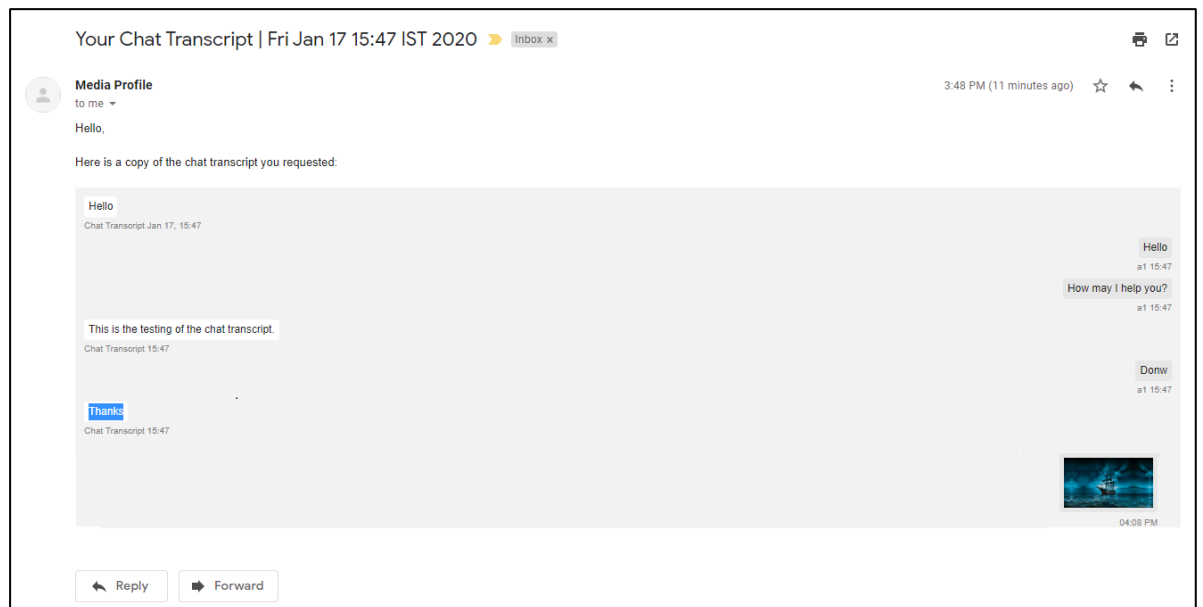 Your Chat Transcript | Fri Jan 17 15:47 IST 2020 Inbox x
Media Profile 3:48 PM (11 minutes ago)
to me
Hello,
Here is a copy of the chat transcript you requested:
Hello
Chat Transcript Jan 17, 15:47
Hello
a1 15:47
How may I help you?
a1 15:47
This is the testing of the chat transcript.
Chat Transcript 15:47
Donw
a1 15:47
Thanks
Chat Transcript 15:47
04:08 PM
Reply Forward